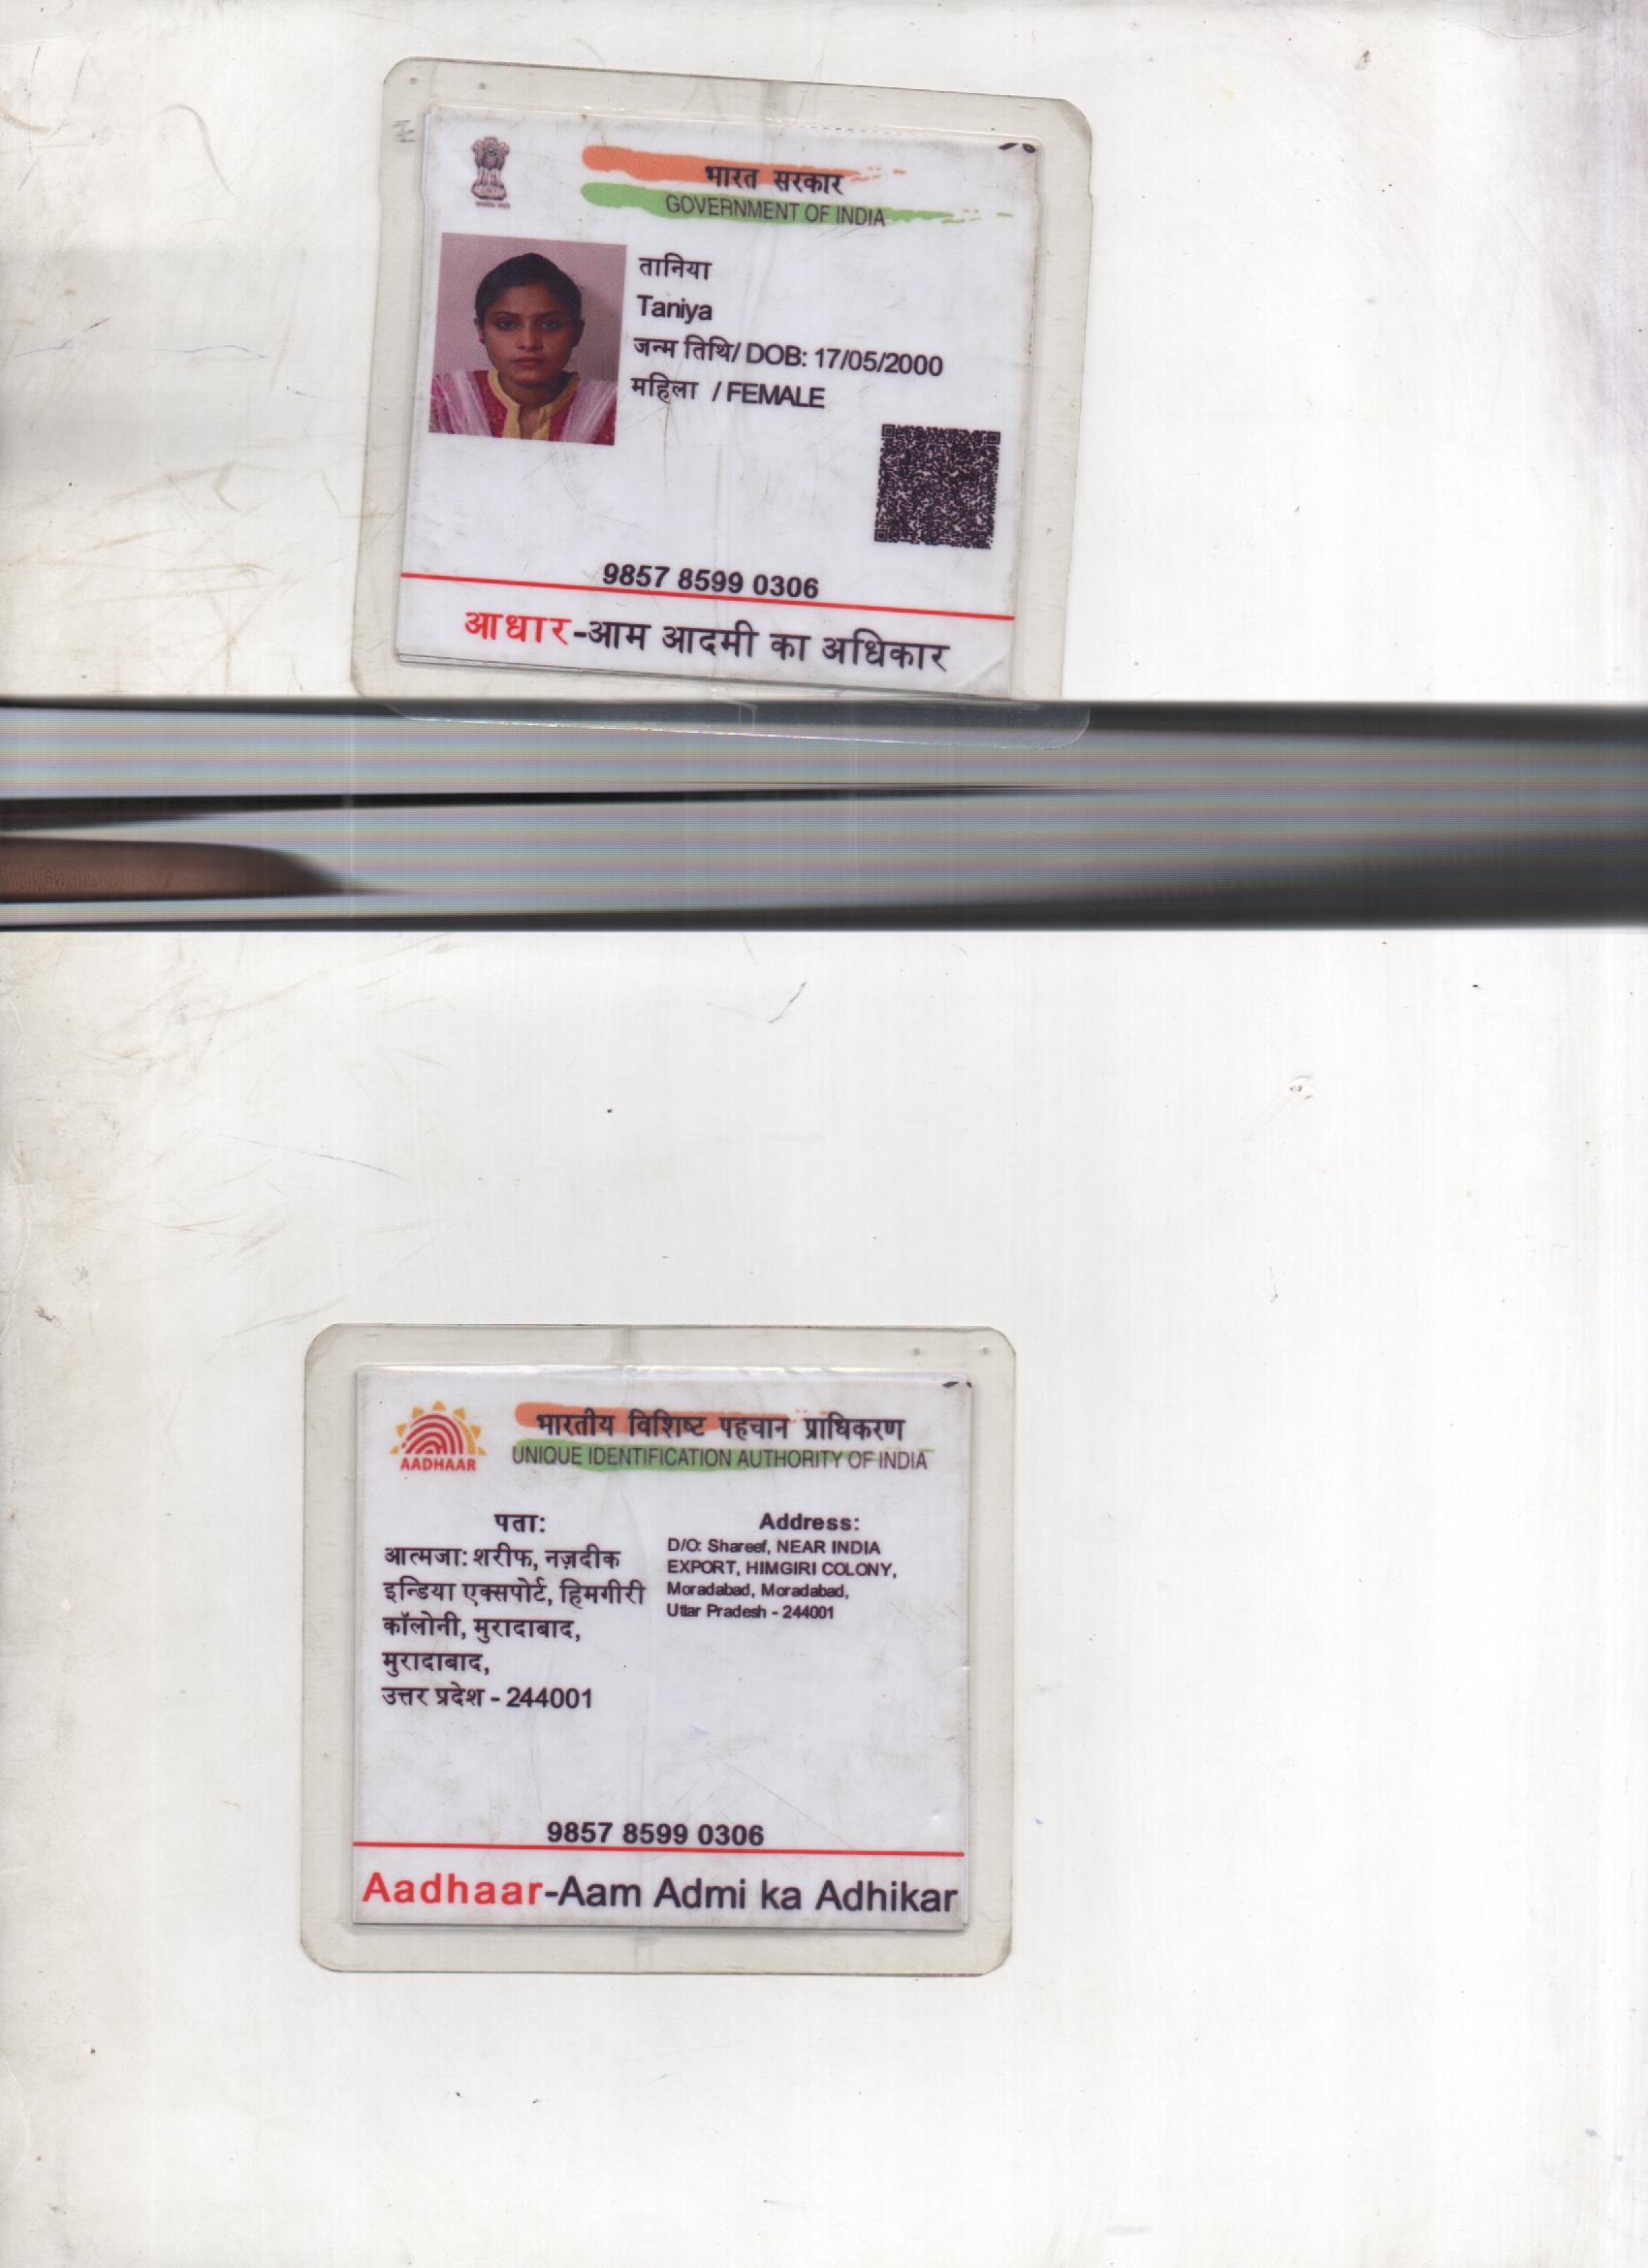 भारत सरकार
GOVERNMENT OF INDIA
तानिया
Taniya
जन्म तिथि/ DOB: 17/05/2000
महिला / FEMALE
9857 8599 0306
आधार-आम आदमी का अधिकार
भारतीय विशिष्ट पहचान प्राधिकरण
UNIQUE IDENTIFICATION AUTHORITY OF INDIA
AADHAAR
पता:
आत्मजा: शरीफ, नज़दीक
इन्डिया एक्सपोर्ट, हिमगीरी
कॉलोनी, मुरादाबाद,
मुरादाबाद,
उत्तर प्रदेश - 244001
Address:
D/O: Shareef, NEAR INDIA
EXPORT, HIMGIRI COLONY,
Moradabad, Moradabad,
Uttar Pradesh - 244001
9857 8599 0306
Aadhaar-Aam Admi ka Adhikar